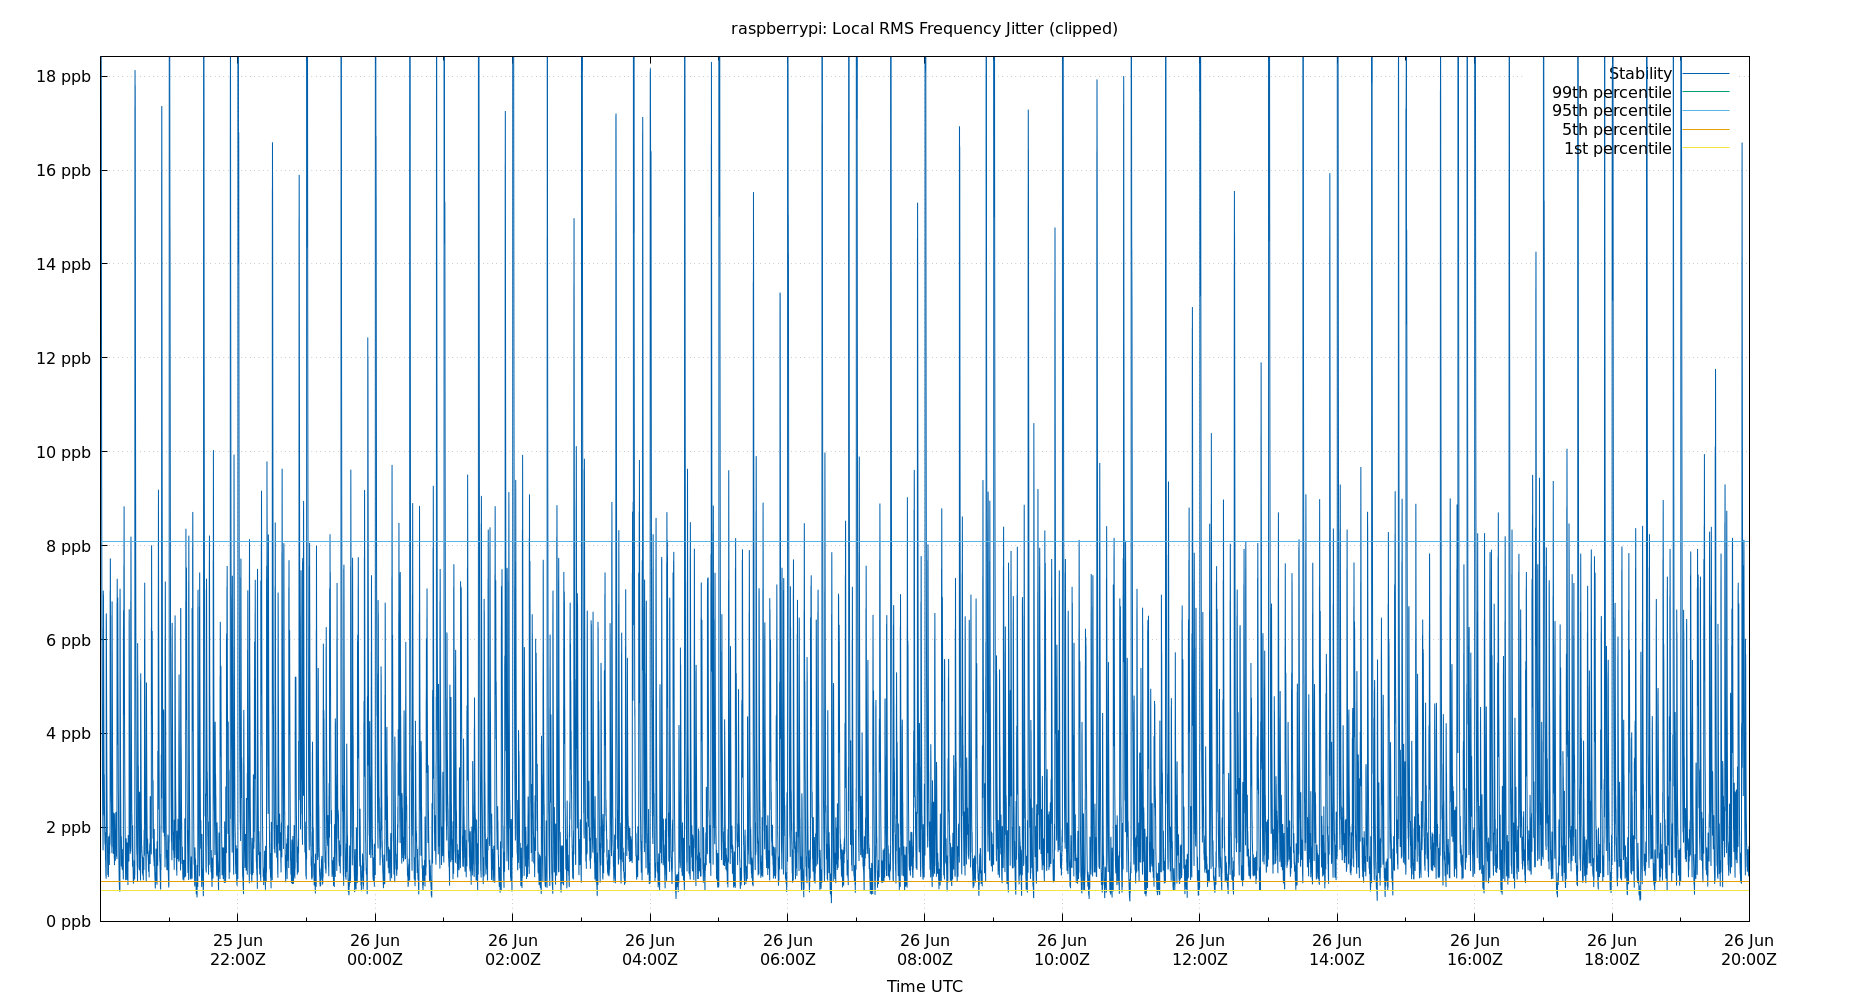 raspberrypi: Local RMS Frequency Jitter (clipped)
18 ppb
16 ppb
14 ppb
12 ppb
10 ppb
8 ppb
6 ppb
4 ppb
2 ppb
0 ppb
Stability
99th percentile
95th percentile
5th percentile
1st percentile
25 Jun
22:00Z
26 Jun
00:00Z
26 Jun
02:00Z
26 Jun
04:00Z
26 Jun
06:00Z
26 Jun
08:00Z
26 Jun
10:00Z
26 Jun
12:00Z
26 Jun
14:00Z
26 Jun
16:00Z
26 Jun
18:00Z
26 Jun
20:00Z
Time UTC